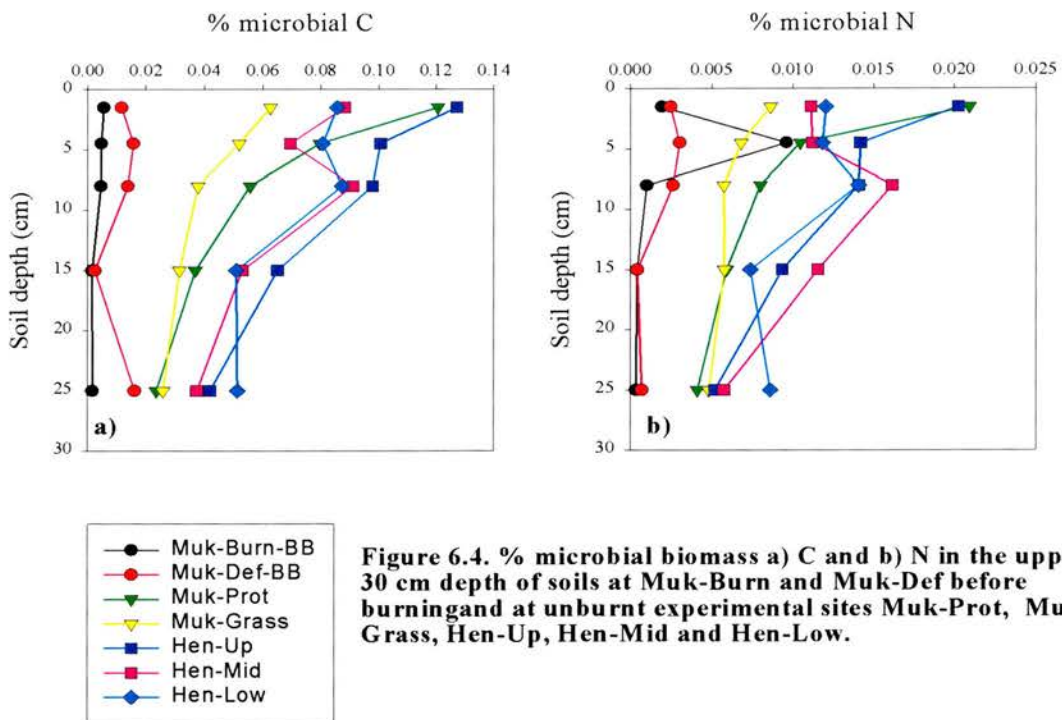 % microbial C
% microbial N
0.00 0.02 0.04 0.06 0.08 0.10 0.12 0.14
0.000 0.005 0.010 0.015 0.020 0.025
0
5
10
15
20
25
30
Soil depth (cm)
a)
0
5
10
15
20
25
30
Soil depth (cm)
b)
Muk-Burn-BB
Muk-Def-BB
Muk-Prot
Muk-Grass
Hen-Up
Hen-Mid
Hen-Low
Figure 6.4. % microbial biomass a) C and b) N in the upp
30 cm depth of soils at Muk-Burn and Muk-Def before
burningand at unburnt experimental sites Muk-Prot, Mu
Grass, Hen-Up, Hen-Mid and Hen-Low.